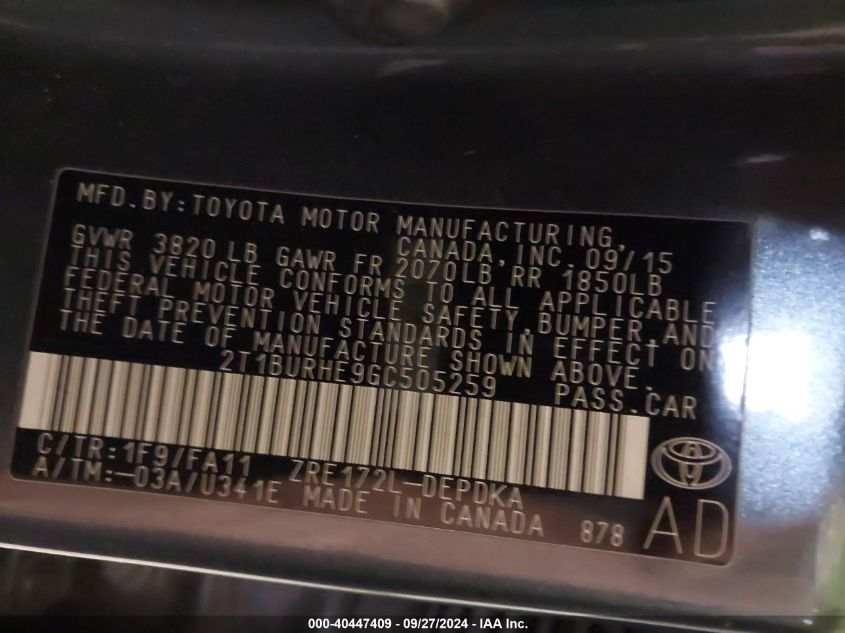 MFD.BY:TOYOTA MOTOR MANUFACTURING,
CANADA,INC. 09/15
GVWR 3820 LB GAWR FR 2070LB RR 1850LB
THIS VEHICLE CONFORMS TO ALL APPLICABLE
FEDERAL MOTOR VEHICLE SAFETY,BUMPER,AND
THEFT PREVENTION STANDARDS IN EFFECT ON
THE DATE OF MANUFACTURE SHOWN ABOVE.
2T1BURHE9GC505259 PASS.CAR
C/TR:1F9/FA11 ZRE172L-DEPDKA
A/TM:-03A/U341E MADE IN CANADA 878
AD
000-40447409 - 09/27/2024 - IAA Inc.